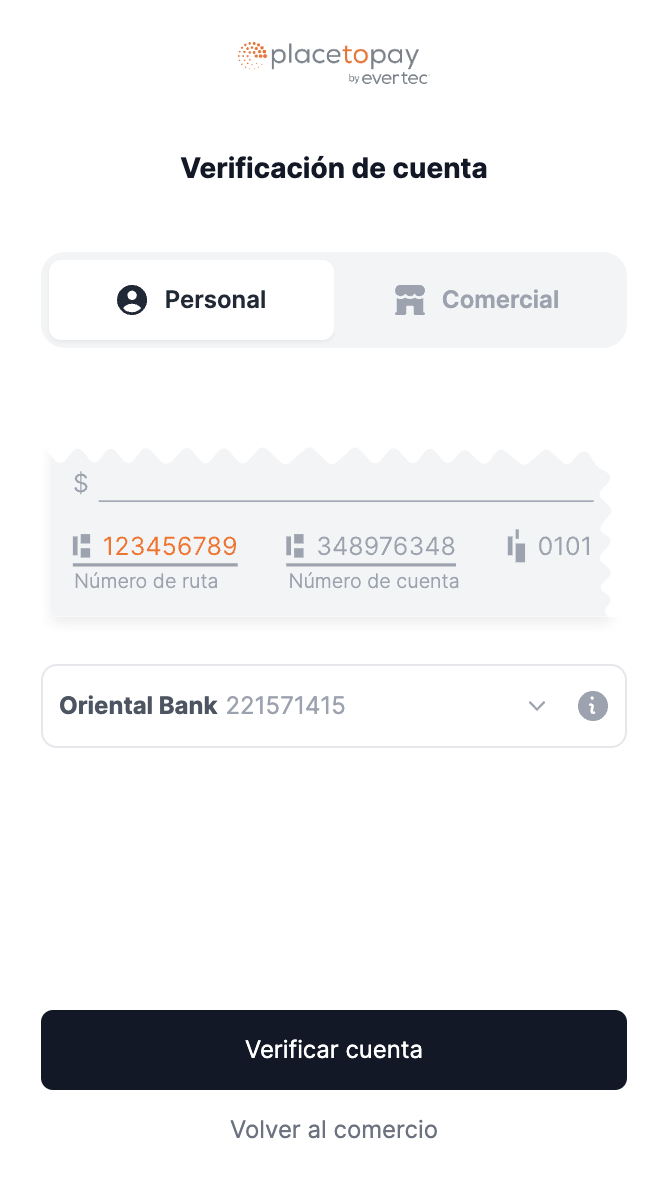 placetopay
by evertec
Verificación de cuenta
Personal
Comercial
$
123456789
348976348
0101
Número de ruta
Número de cuenta
Oriental Bank 221571415
Verificar cuenta
Volver al comercio